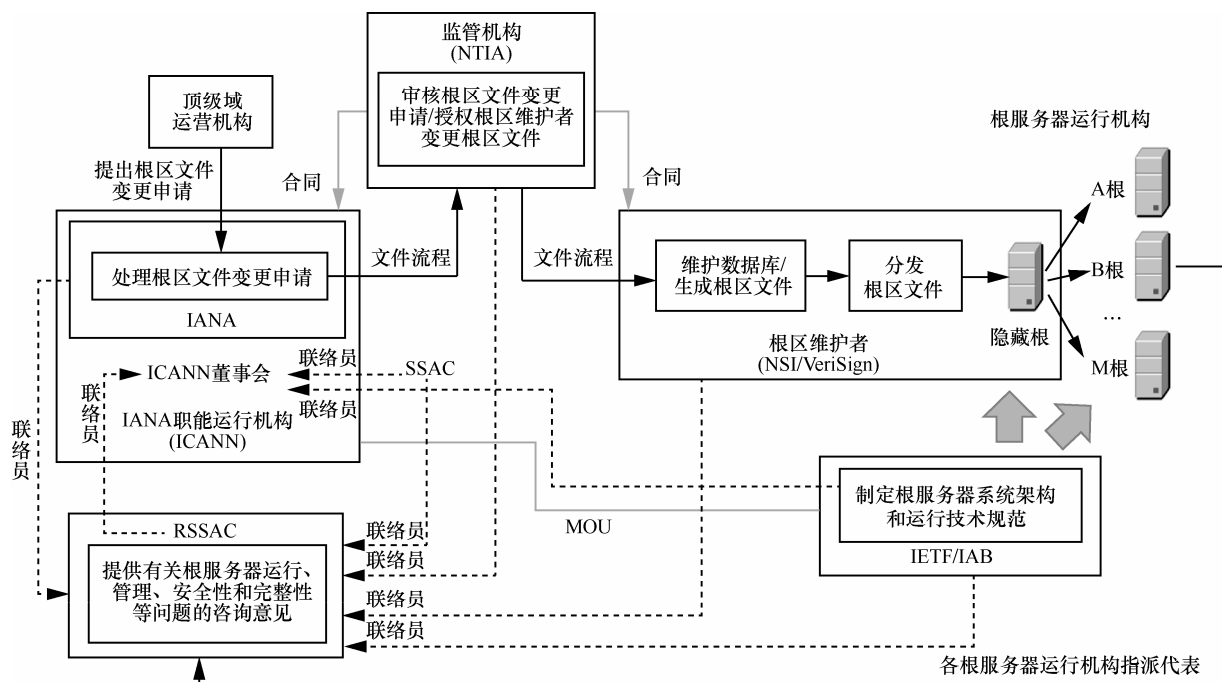 监管机构
(NTIA)
审核根区文件变更
申请/授权根区维护者
变更根区文件
顶级域
运营机构
提出根区文件
变更申请
合同
合同
根服务器运行机构
A根
B根
...
M根
处理根区文件变更申请
IANA
文件流程
文件流程
维护数据库/
生成根区文件
分发
根区文件
隐藏根
根区维护者
(NSI/VeriSign)
联络员
SSAC
ICANN董事会
联络员
联络员
IANA职能运行机构
(ICANN)
联络员
制定根服务器系统架构
和运行技术规范
IETF/IAB
MOU
RSSAC
联络员
联络员
提供有关根服务器运行、
管理、安全性和完整性
等问题的咨询意见
联络员
联络员
各根服务器运行机构指派代表